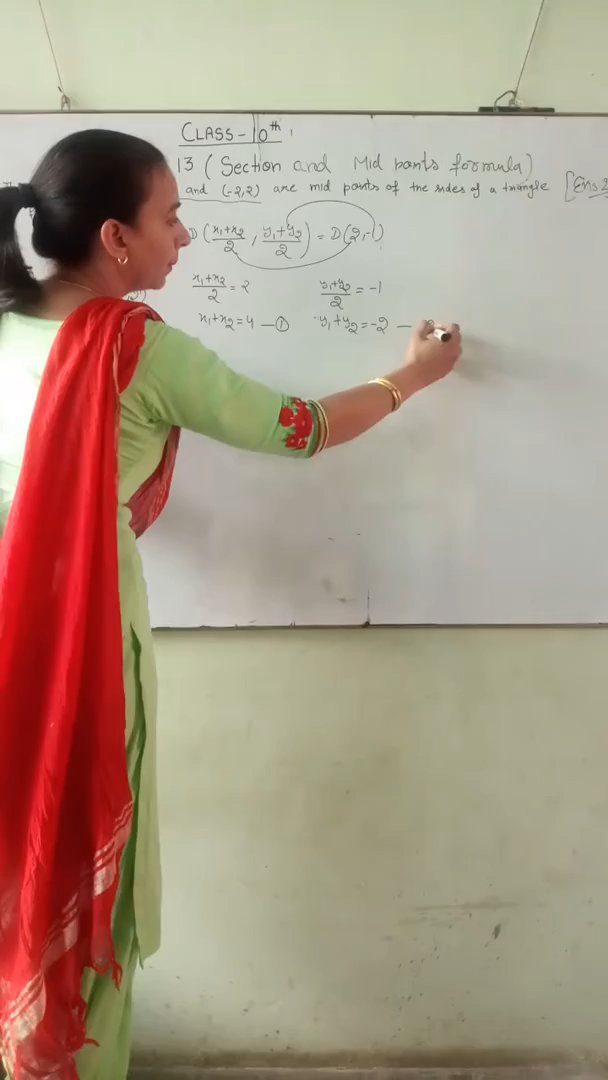 CLASS-10th
13 (Section and Mid points formula)
and (-2,2) are mid points of the sides of a triangle [Ens.2
D (x₁+x₂/2 , y₁+y₂/2) = D(2,-1)
x₁+x₂/2 = 2 y₁+y₂/2 = -1
x₁+x₂=4 —① y₁+y₂=-2 —